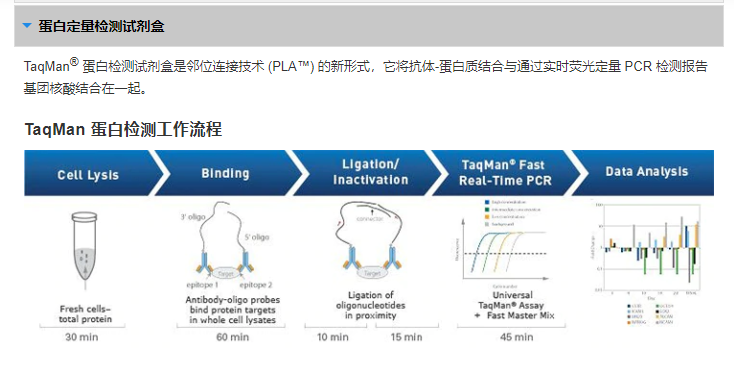 蛋白定量检测试剂盒
TaqMan® 蛋白检测试剂盒是邻位连接技术 (PLA™) 的新形式，它将抗体-蛋白质结合与通过实时荧光定量 PCR 检测报告
基团核酸结合在一起。
TaqMan 蛋白检测工作流程
Cell Lysis
Binding
Ligation/
Inactivation
TaqMan® Fast
Real-Time PCR
Data Analysis
3' oligo
5' oligo
Target
epitope 1
epitope 2
connector
Target
Fresh cells–
total protein
Antibody-oligo probes
bind protein targets
in whole cell lysates
Ligation of
oligonucleotides
in proximity
Universal
TaqMan® Assay
+ Fast Master Mix
30 min
60 min
10 min
15 min
45 min